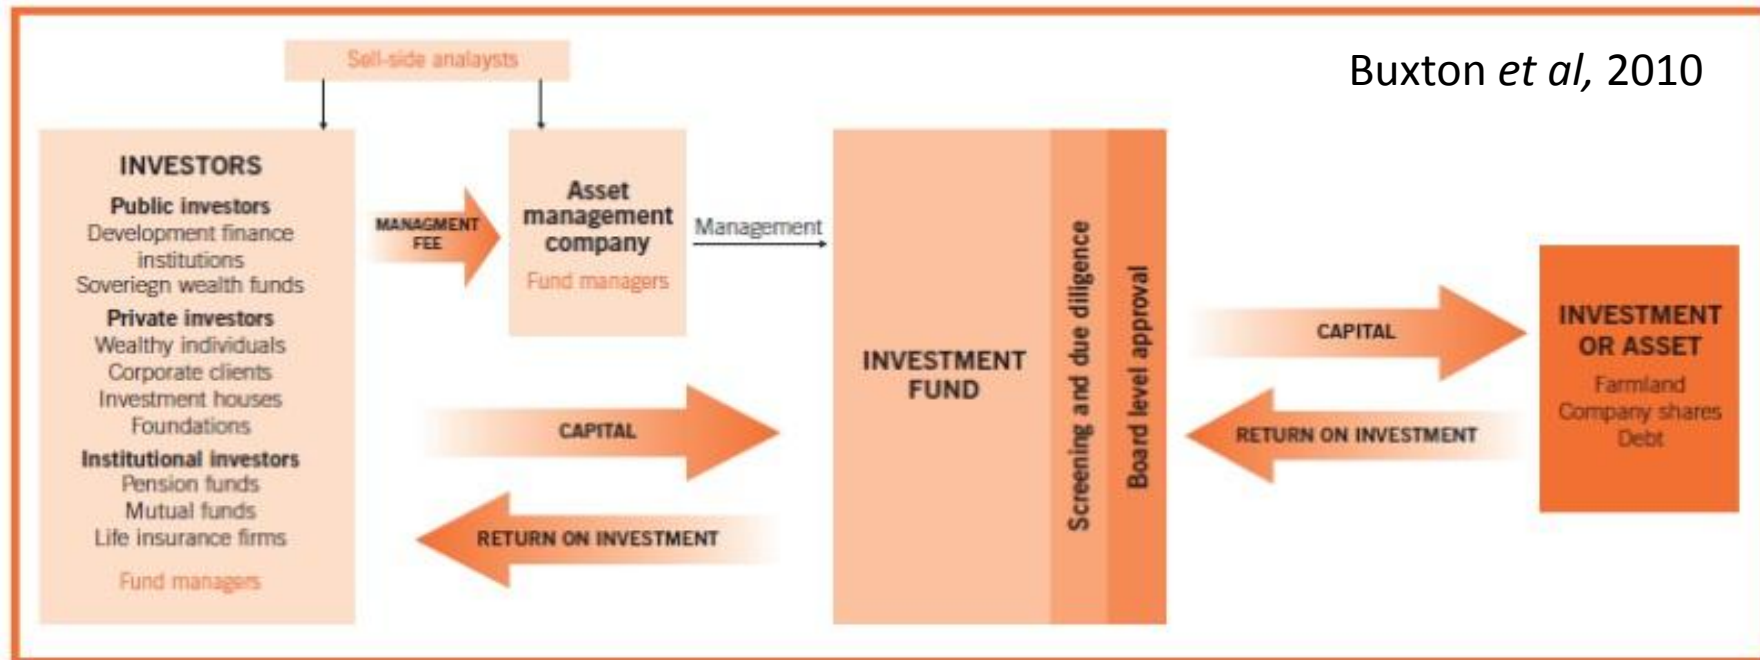 Buxton et al, 2010
Sell-side analaysts
INVESTORS
Public investors
Development finance
institutions
Soveriegn wealth funds
Private investors
Wealthy individuals
Corporate clients
Investment houses
Foundations
Institutional investors
Pension funds
Mutual funds
Life insurance firms
Fund managers
MANAGMENT
FEE
Asset
management
company
Fund managers
Management
CAPITAL
RETURN ON INVESTMENT
INVESTMENT
FUND
Screening and due diligence
Board level approval
CAPITAL
RETURN ON INVESTMENT
INVESTMENT
OR ASSET
Farmland
Company shares
Debt